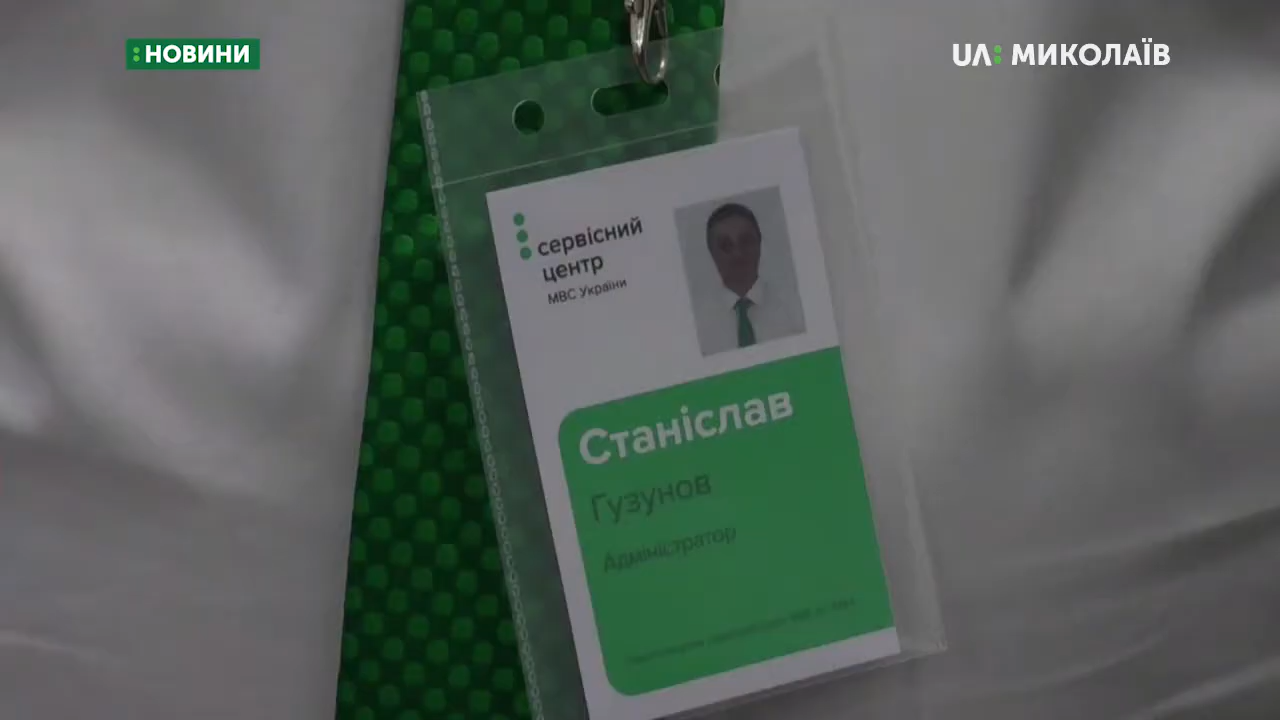 НОВИНИ
UA: МИКОЛАЇВ
сервісний
центр
МВС України
Станіслав
Гузунов
Адміністратор